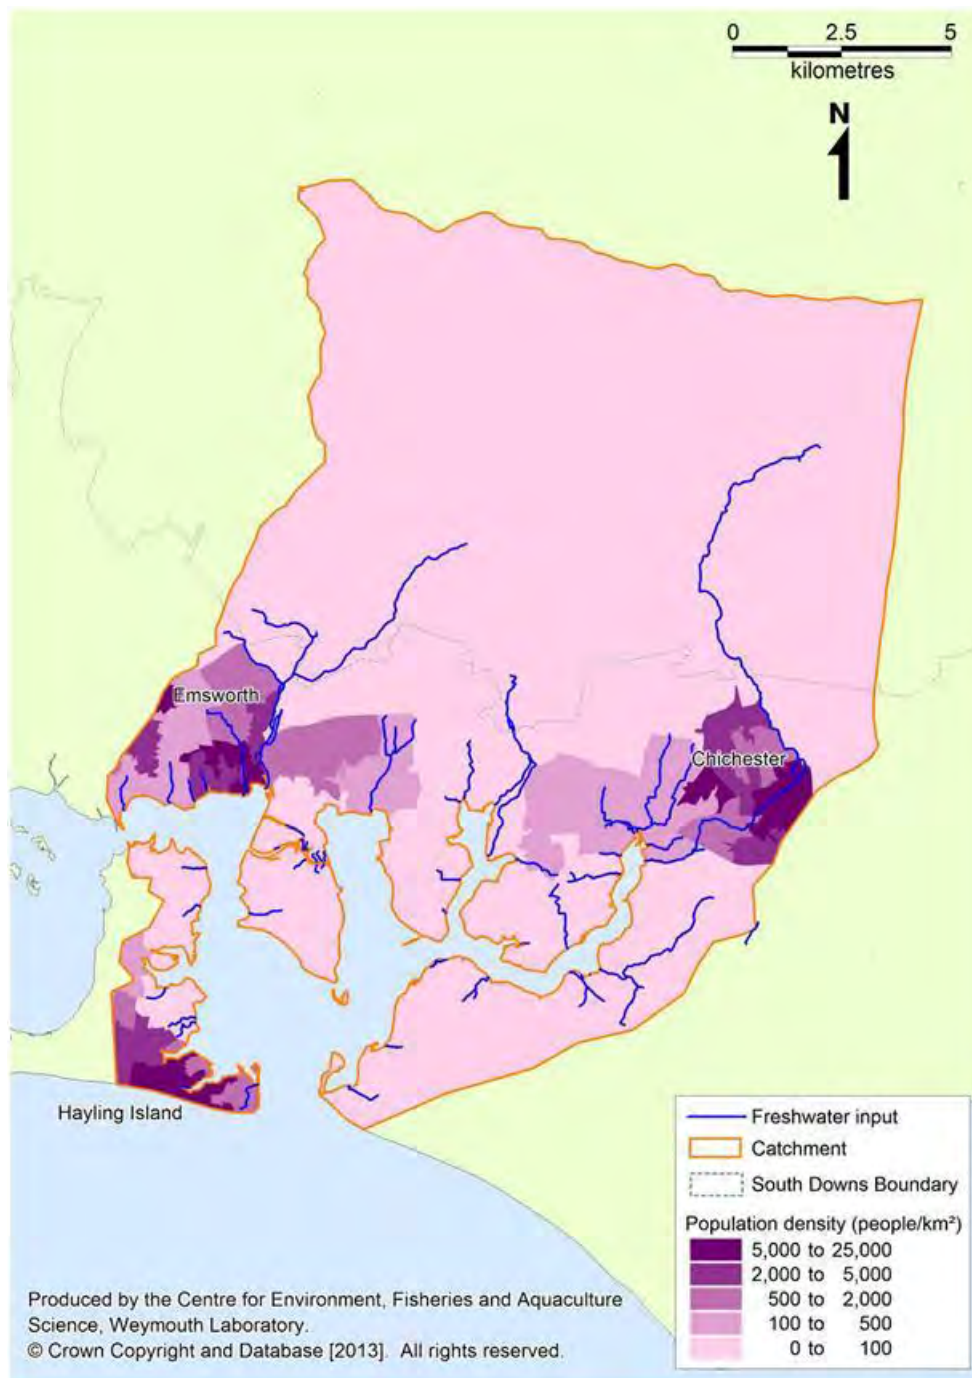 0 2.5 5
kilometres
N
Emsworth
Chichester
Hayling Island
Freshwater input
Catchment
South Downs Boundary
Population density (people/km²)
5,000 to 25,000
2,000 to 5,000
500 to 2,000
100 to 500
0 to 100
Produced by the Centre for Environment, Fisheries and Aquaculture
Science, Weymouth Laboratory.
© Crown Copyright and Database [2013]. All rights reserved.